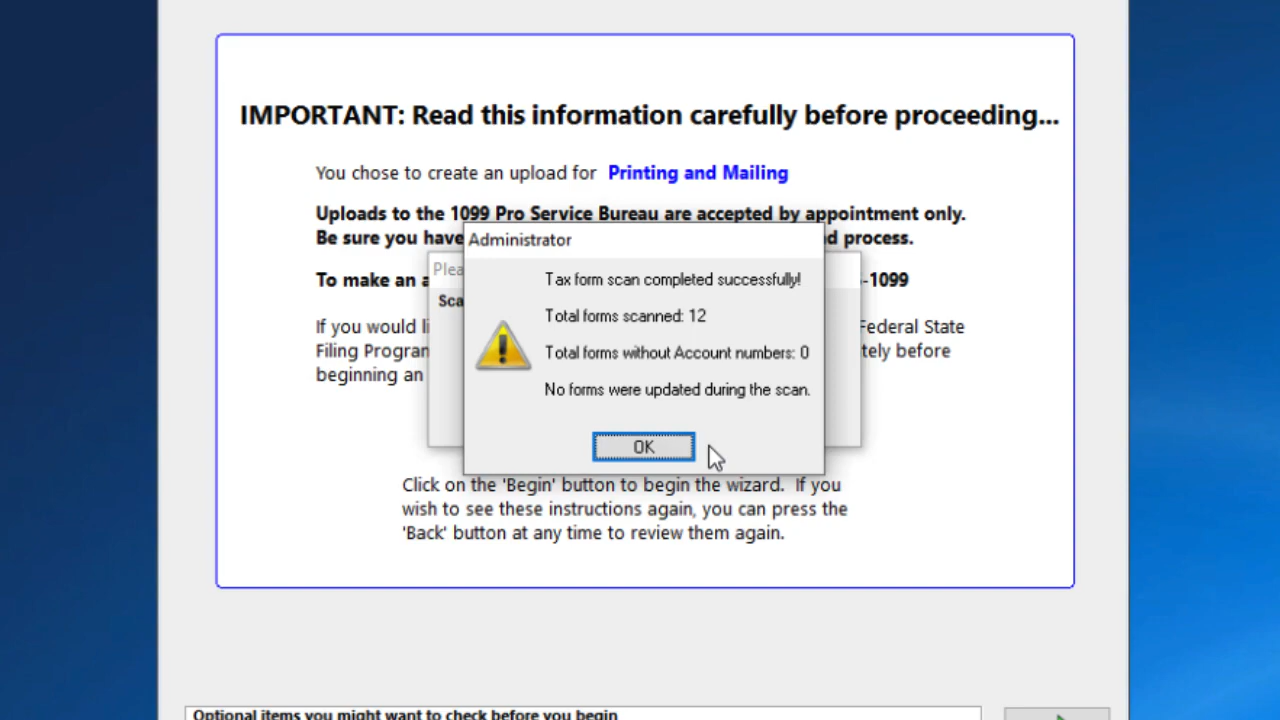 IMPORTANT: Read this information carefully before proceeding...
You chose to create an upload for Printing and Mailing
Uploads to the 1099 Pro Service Bureau are accepted by appointment only.
Be sure you have d process.
Administrator
Plea
To make an a -1099
Tax form scan completed successfully!
Sca
Total forms scanned: 12
If you would li Federal State
Filing Progran tely before
Total forms without Account numbers: 0
beginning an
No forms were updated during the scan.
OK
Click on the 'Begin' button to begin the wizard. If you
wish to see these instructions again, you can press the
'Back' button at any time to review them again.
Optional items you might want to check before you begin